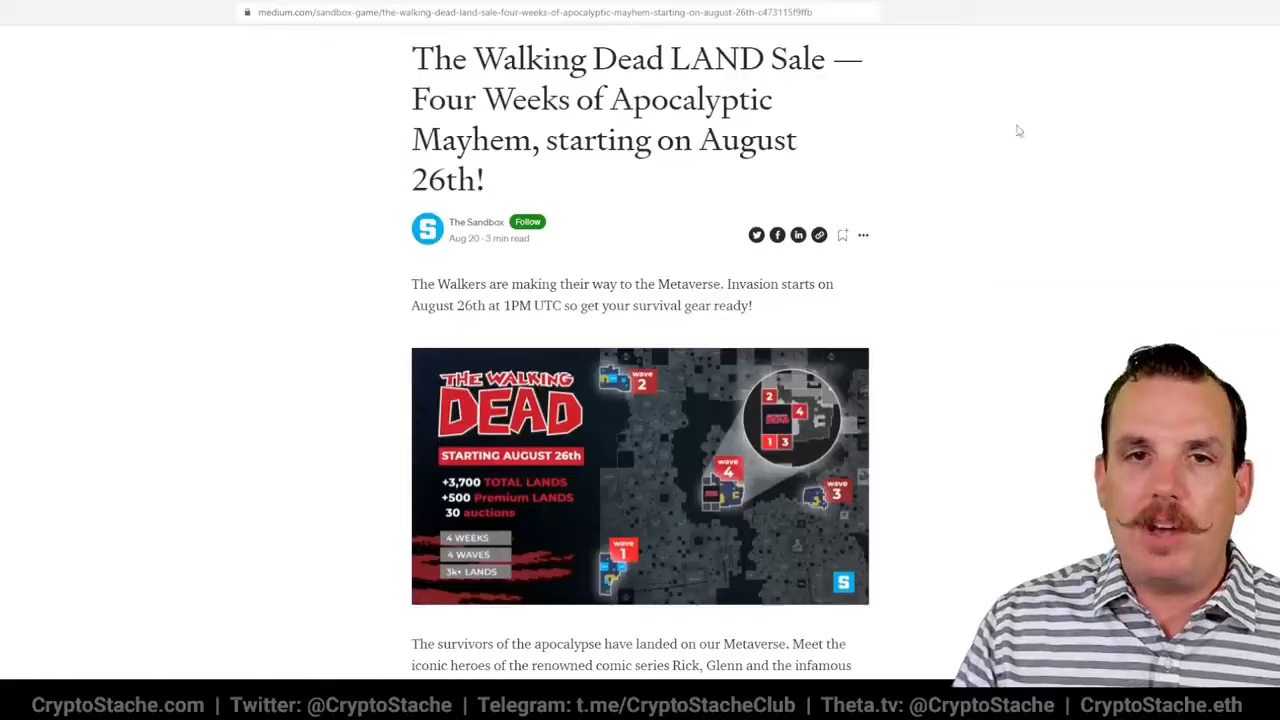 medium.com/sandbox-game/the-walking-dead-land-sale-four-weeks-of-apocalyptic-mayhem-starting-on-august-26th-c473115f9ffb
The Walking Dead LAND Sale —
Four Weeks of Apocalyptic
Mayhem, starting on August
26th!
S
The Sandbox
Follow
Aug 20 · 3 min read
The Walkers are making their way to the Metaverse. Invasion starts on
August 26th at 1PM UTC so get your survival gear ready!
THE WALKING
DEAD
STARTING AUGUST 26th
+3,700 TOTAL LANDS
+500 Premium LANDS
30 auctions
4 WEEKS
4 WAVES
3k+ LANDS
wave
2
2
4
1
3
wave
4
wave
3
wave
1
S
The survivors of the apocalypse have landed on our Metaverse. Meet the
iconic heroes of the renowned comic series Rick, Glenn and the infamous
CryptoStache.com | Twitter: @CryptoStache | Telegram: t.me/CryptoStacheClub | Theta.tv: @CryptoStache | CryptoStache.eth